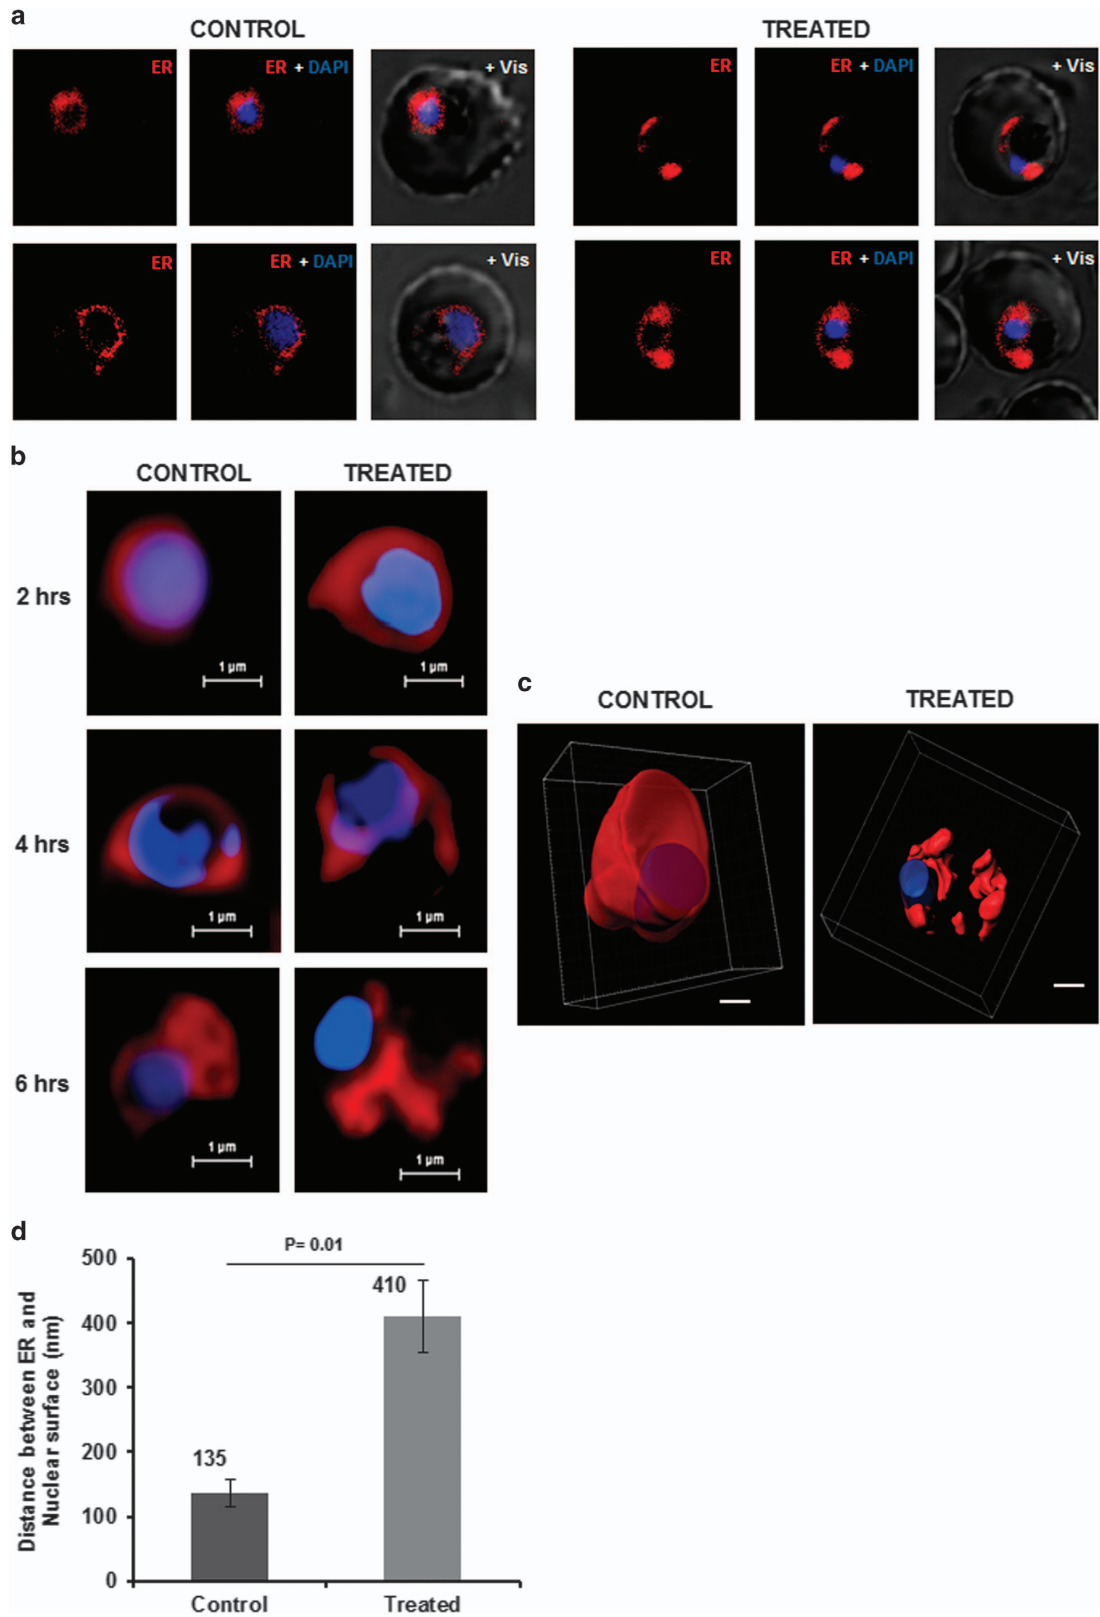 a
CONTROL
TREATED
ER
ER + DAPI
+ Vis
ER
ER + DAPI
+ Vis
ER
ER + DAPI
+ Vis
ER
ER + DAPI
+ Vis
b
CONTROL
TREATED
2 hrs
1 µm
1 µm
4 hrs
1 µm
1 µm
6 hrs
1 µm
1 µm
c
CONTROL
TREATED
d
P= 0.01
Distance between ER and
Nuclear surface (nm)
500
400
300
200
100
0
135
410
Control
Treated